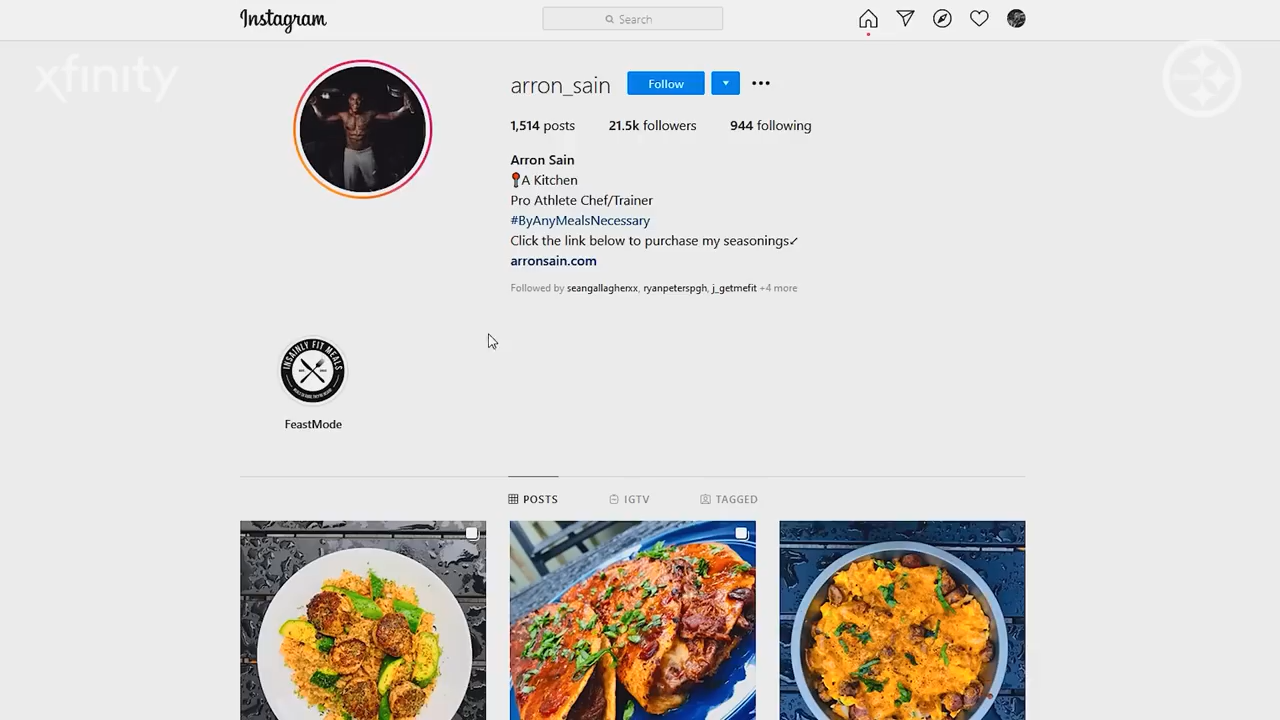 Instagram
Search
xfinity
arron_sain
Follow
1,514 posts 21.5k followers 944 following
Arron Sain
📍A Kitchen
Pro Athlete Chef/Trainer
#ByAnyMealsNecessary
Click the link below to purchase my seasonings✓
arronsain.com
Followed by seangallagherxx, ryanpeterspgh, j_getmefit +4 more
INSAINLY FIT MEALS
FeastMode
POSTS IGTV TAGGED